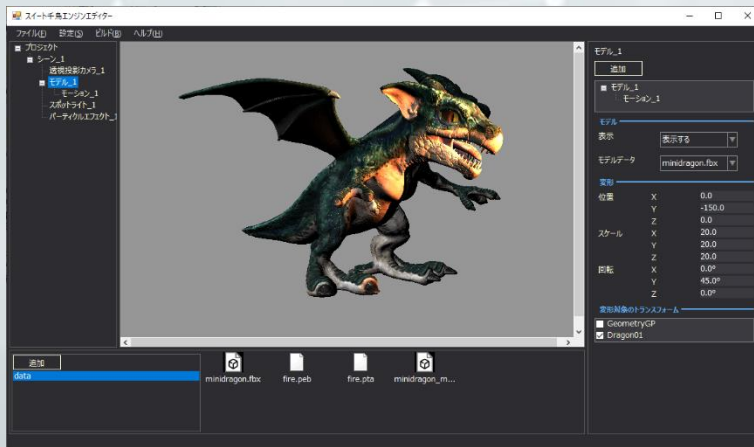 スイート千鳥エンジンエディター
ファイル(F) 設定(S) ビルド(B) ヘルプ(H)
プロジェクト
シーン_1
透視投影カメラ_1
モデル_1
モーション_1
スポットライト_1
パーティクルエフェクト_1
モデル_1
追加
モデル_1
モーション_1
モデル
表示 表示する
モデルデータ minidragon.fbx
変形
位置 X 0.0
Y -150.0
Z 0.0
スケール X 20.0
Y 20.0
Z 20.0
回転 X 0.0°
Y 45.0°
Z 0.0°
変形対象のトランスフォーム
GeometryGP
Dragon01
追加
data
minidragon.fbx fire.peb fire.pta minidragon_m...